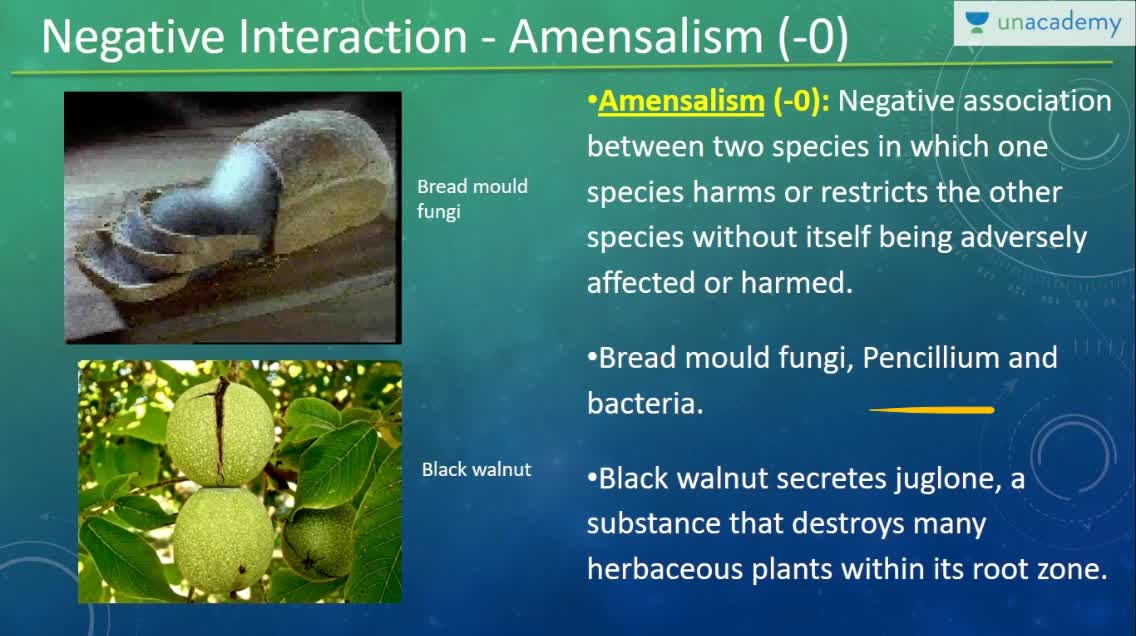 Negative Interaction - Amensalism (-0)
unacademy
•Amensalism (-0): Negative association
between two species in which one
species harms or restricts the other
species without itself being adversely
affected or harmed.
Bread mould
fungi
•Bread mould fungi, Pencillium and
bacteria.
Black walnut
•Black walnut secretes juglone, a
substance that destroys many
herbaceous plants within its root zone.